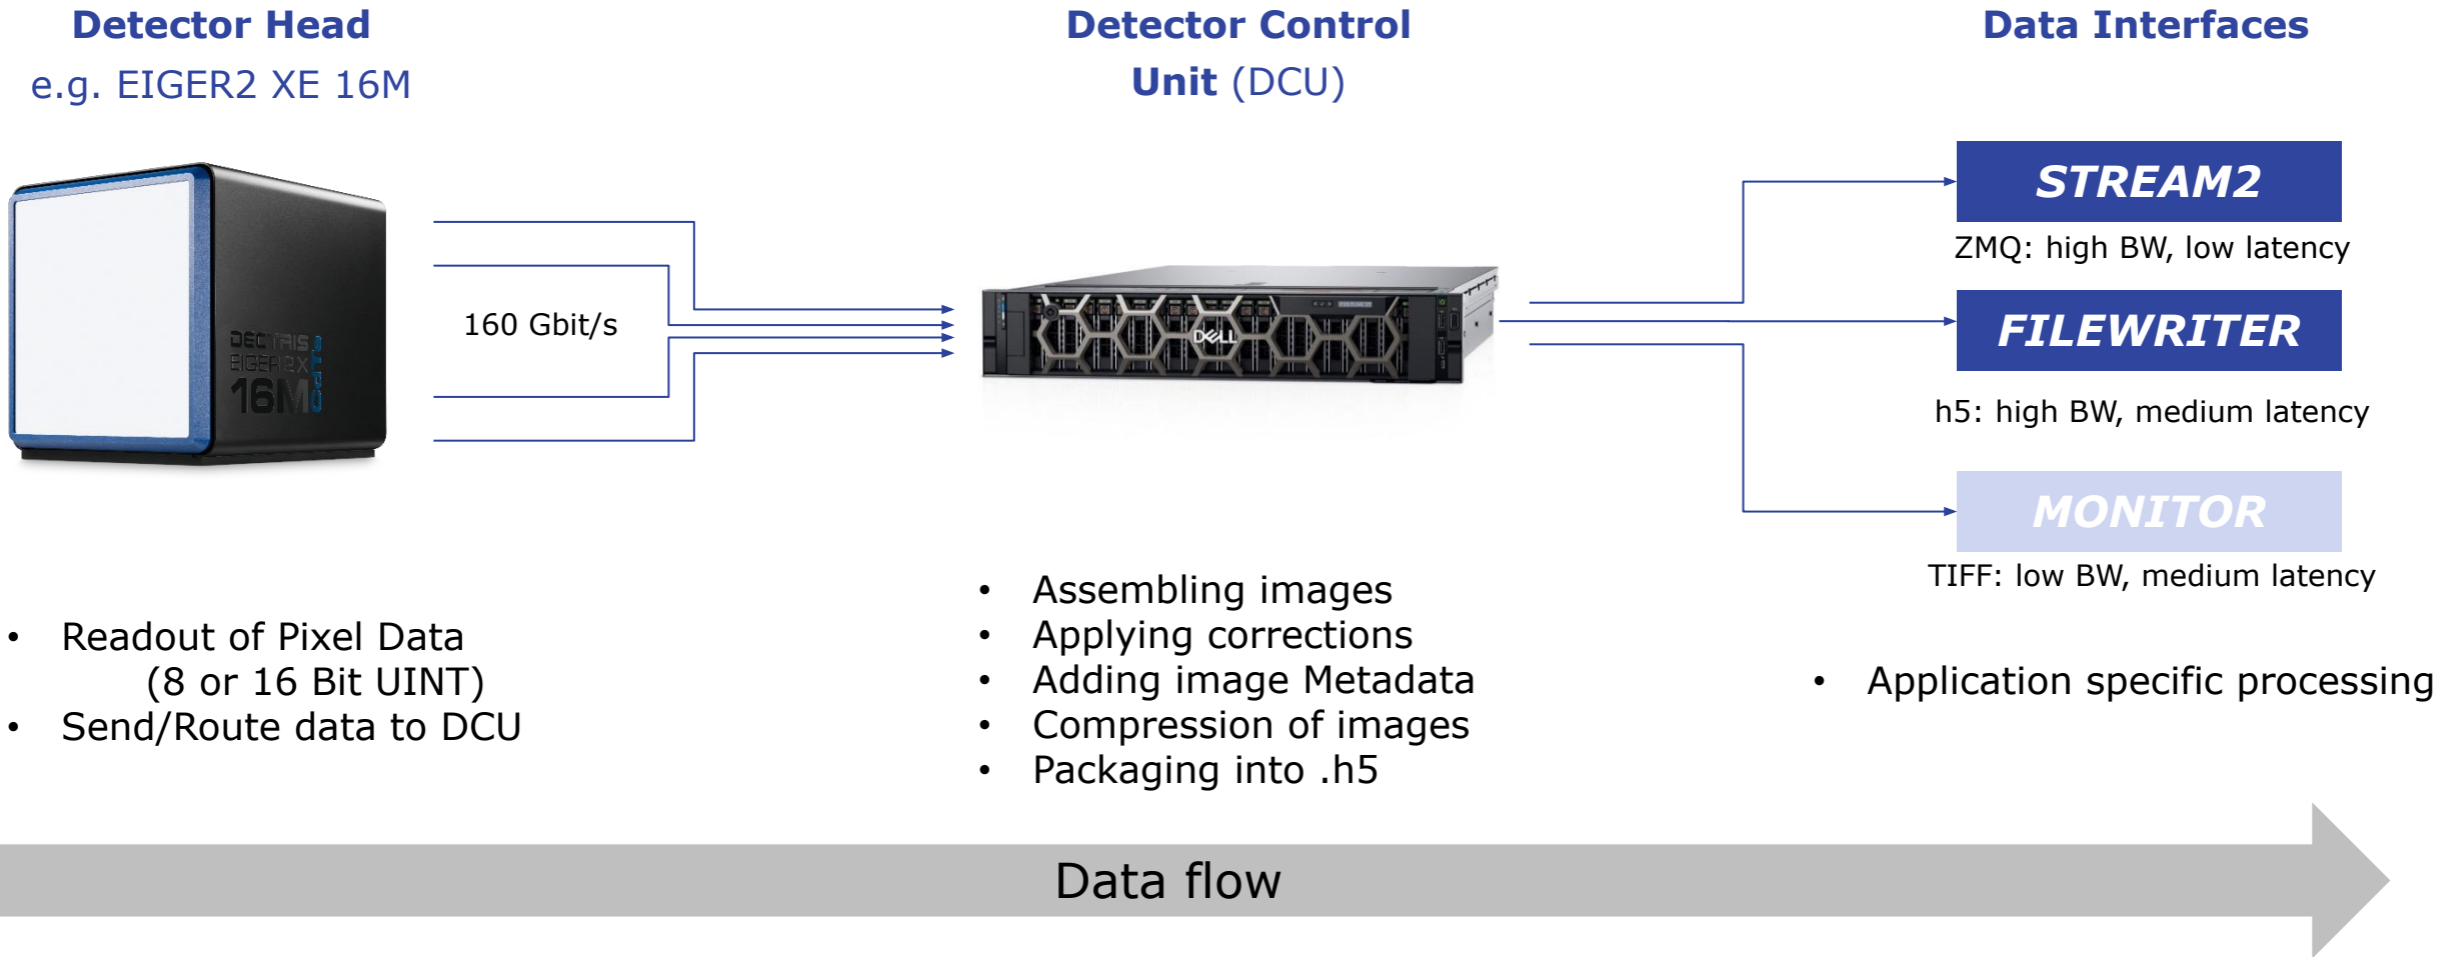 Detector Head
e.g. EIGER2 XE 16M
Detector Control
Unit (DCU)
Data Interfaces
DECTRIS
EIGER2 X
16M
160 Gbit/s
DELL
STREAM2
ZMQ: high BW, low latency
FILEWRITER
h5: high BW, medium latency
MONITOR
TIFF: low BW, medium latency
• Readout of Pixel Data
(8 or 16 Bit UINT)
• Send/Route data to DCU
• Assembling images
• Applying corrections
• Adding image Metadata
• Compression of images
• Packaging into .h5
• Application specific processing
Data flow